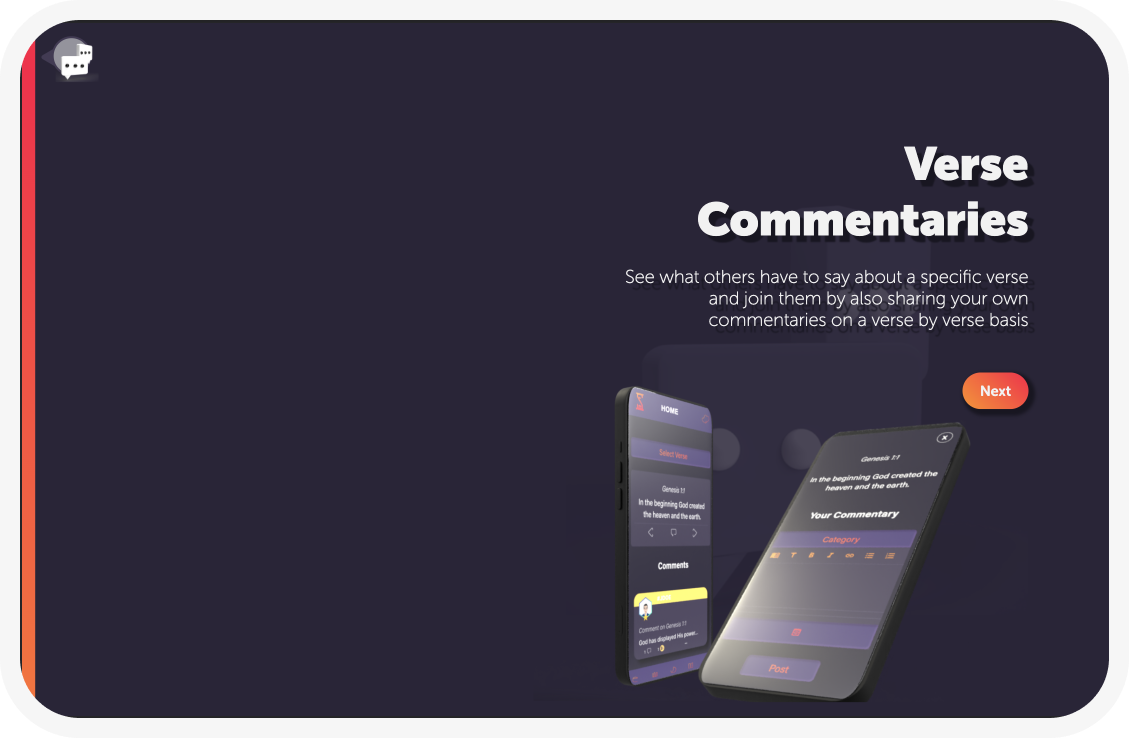 Verse
Commentaries
See what others have to say about a specific verse
and join them by also sharing your own
commentaries on a verse by verse basis
Next
HOME
Select Verse
Genesis 1:1
In the beginning God created
the heaven and the earth.
Comments
Comment on Genesis 1:1
God has displayed His power...
Genesis 1:1
In the beginning God created the
heaven and the earth.
Your Commentary
Category
B
Post